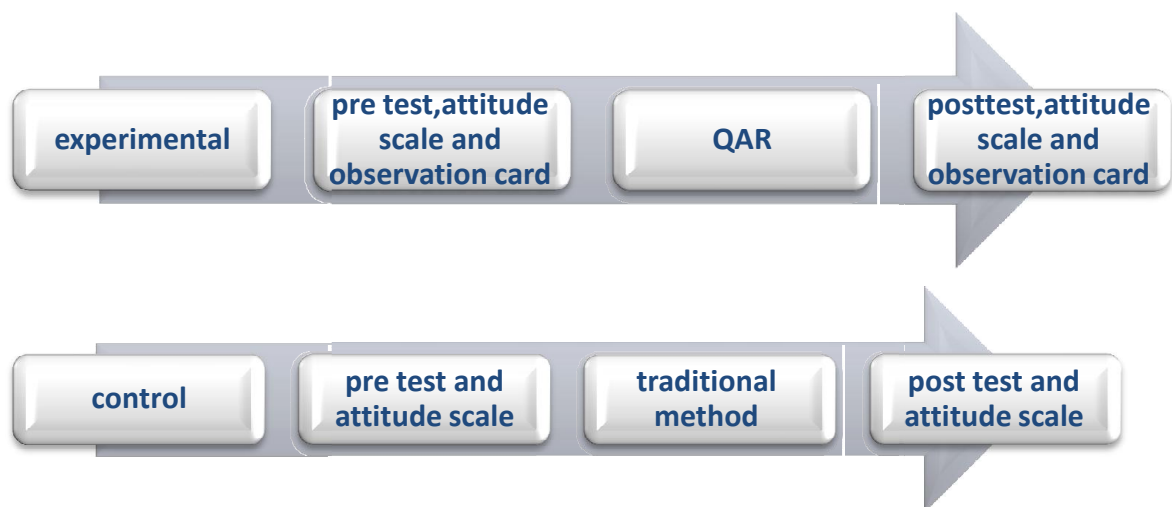 experimental
pre test,attitude
scale and
observation card
QAR
posttest,attitude
scale and
observation card
control
pre test and
attitude scale
traditional
method
post test and
attitude scale